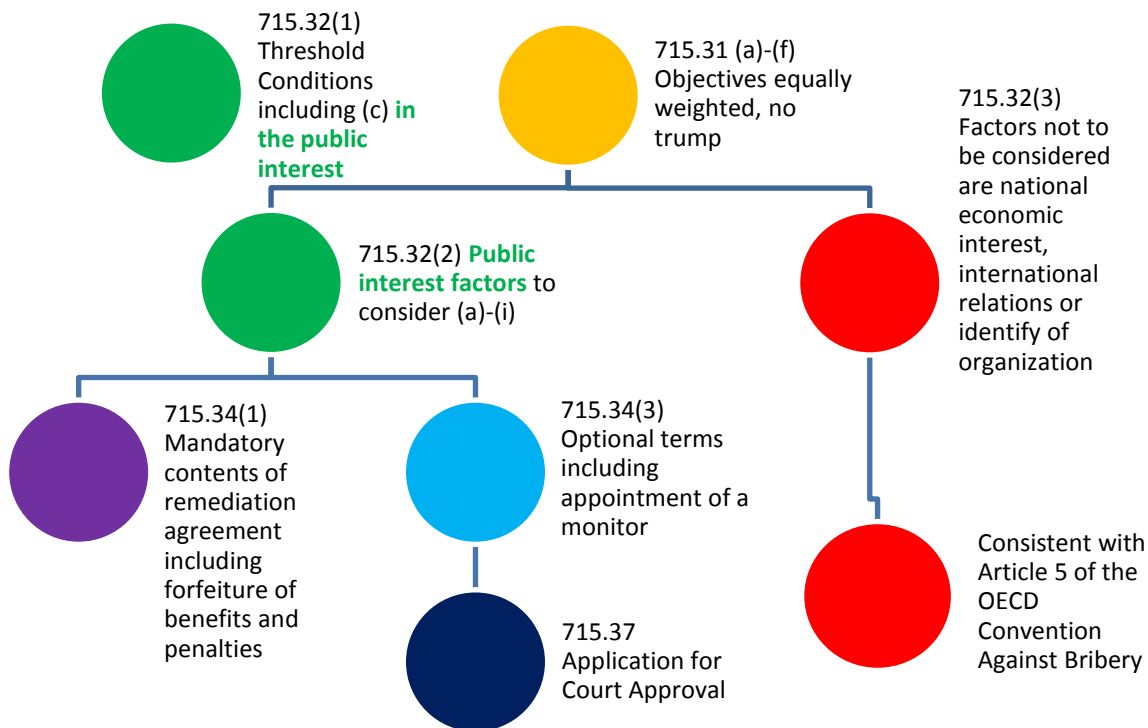 715.32(1)
Threshold
Conditions
including (c) in
the public
interest
715.31 (a)-(f)
Objectives equally
weighted, no
trump
715.32(3)
Factors not to
be considered
are national
economic
interest,
international
relations or
identify of
organization
715.32(2) Public
interest factors to
consider (a)-(i)
715.34(1)
Mandatory
contents of
remediation
agreement
including
forfeiture of
benefits and
penalties
715.34(3)
Optional terms
including
appointment of a
monitor
Consistent with
Article 5 of the
OECD
Convention
Against Bribery
715.37
Application for
Court Approval